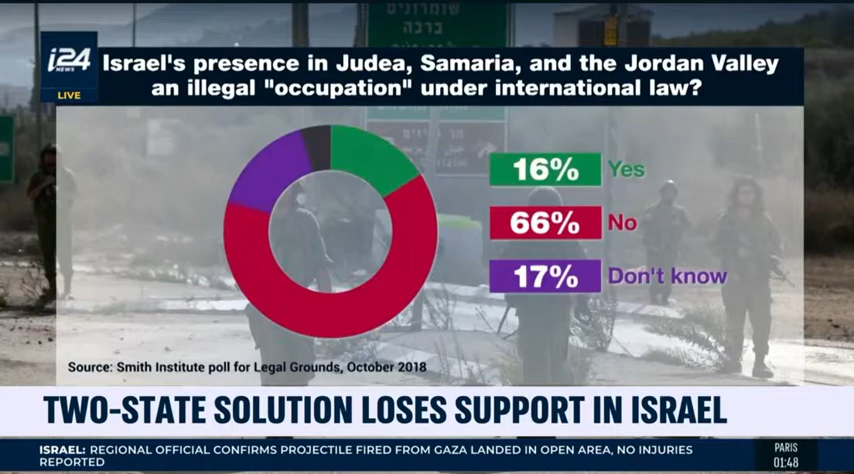 שומרונים
ברכה
i24
NEWS
LIVE
Israel's presence in Judea, Samaria, and the Jordan Valley
an illegal "occupation" under international law?
16% Yes
66% No
17% Don't know
Source: Smith Institute poll for Legal Grounds, October 2018
TWO-STATE SOLUTION LOSES SUPPORT IN ISRAEL
ISRAEL: REGIONAL OFFICIAL CONFIRMS PROJECTILE FIRED FROM GAZA LANDED IN OPEN AREA, NO INJURIES
REPORTED
PARIS
01:48